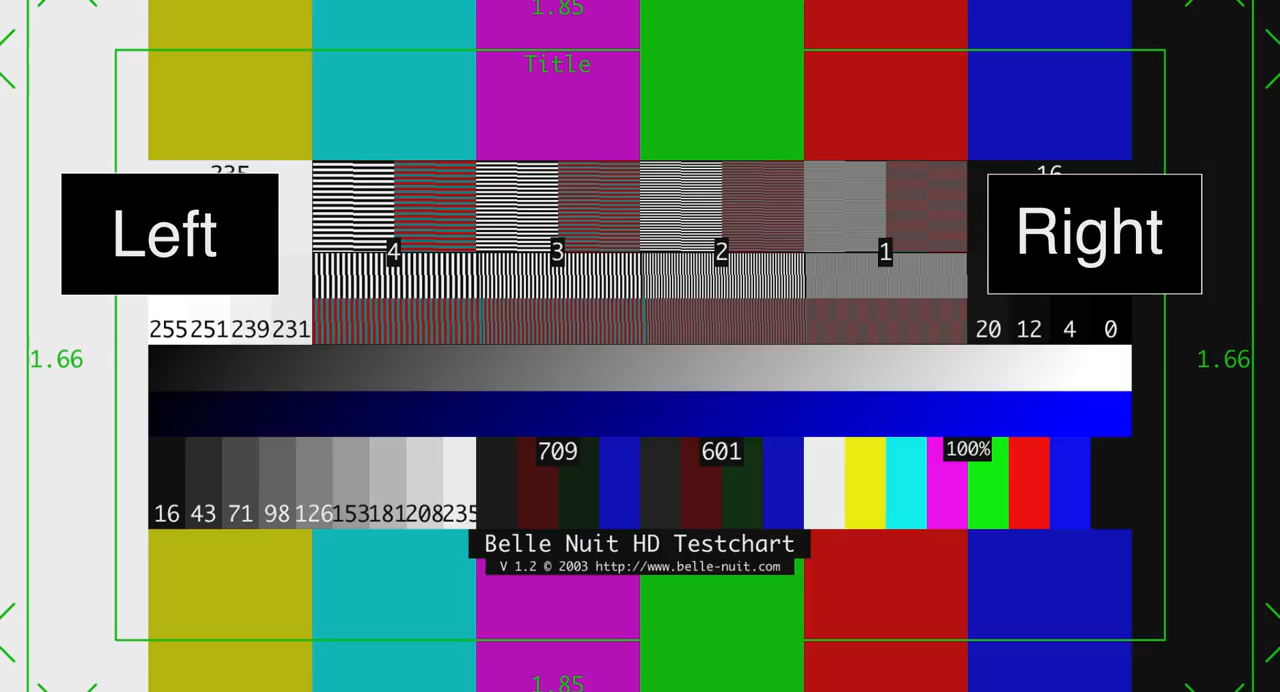 1.85
Title
235
16
Left
Right
4 3 2 1
255 251 239 231
20 12 4 0
1.66
1.66
709
601
100%
16 43 71 98 126 153 181 208 235
Belle Nuit HD Testchart
V 1.2 © 2003 http://www.belle-nuit.com
1.85